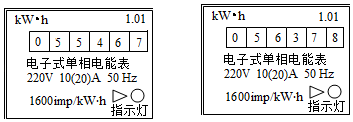 kW•h 1.01
0 5 5 4 6 7
电子式单相电能表
220V 10(20)A 50 Hz
1600imp/kW·h
指示灯
kW•h 1.01
0 6 5 3 7 8
电子式单相电能表
220V 10(20)A 50 Hz
1600imp/kW·h
指示灯